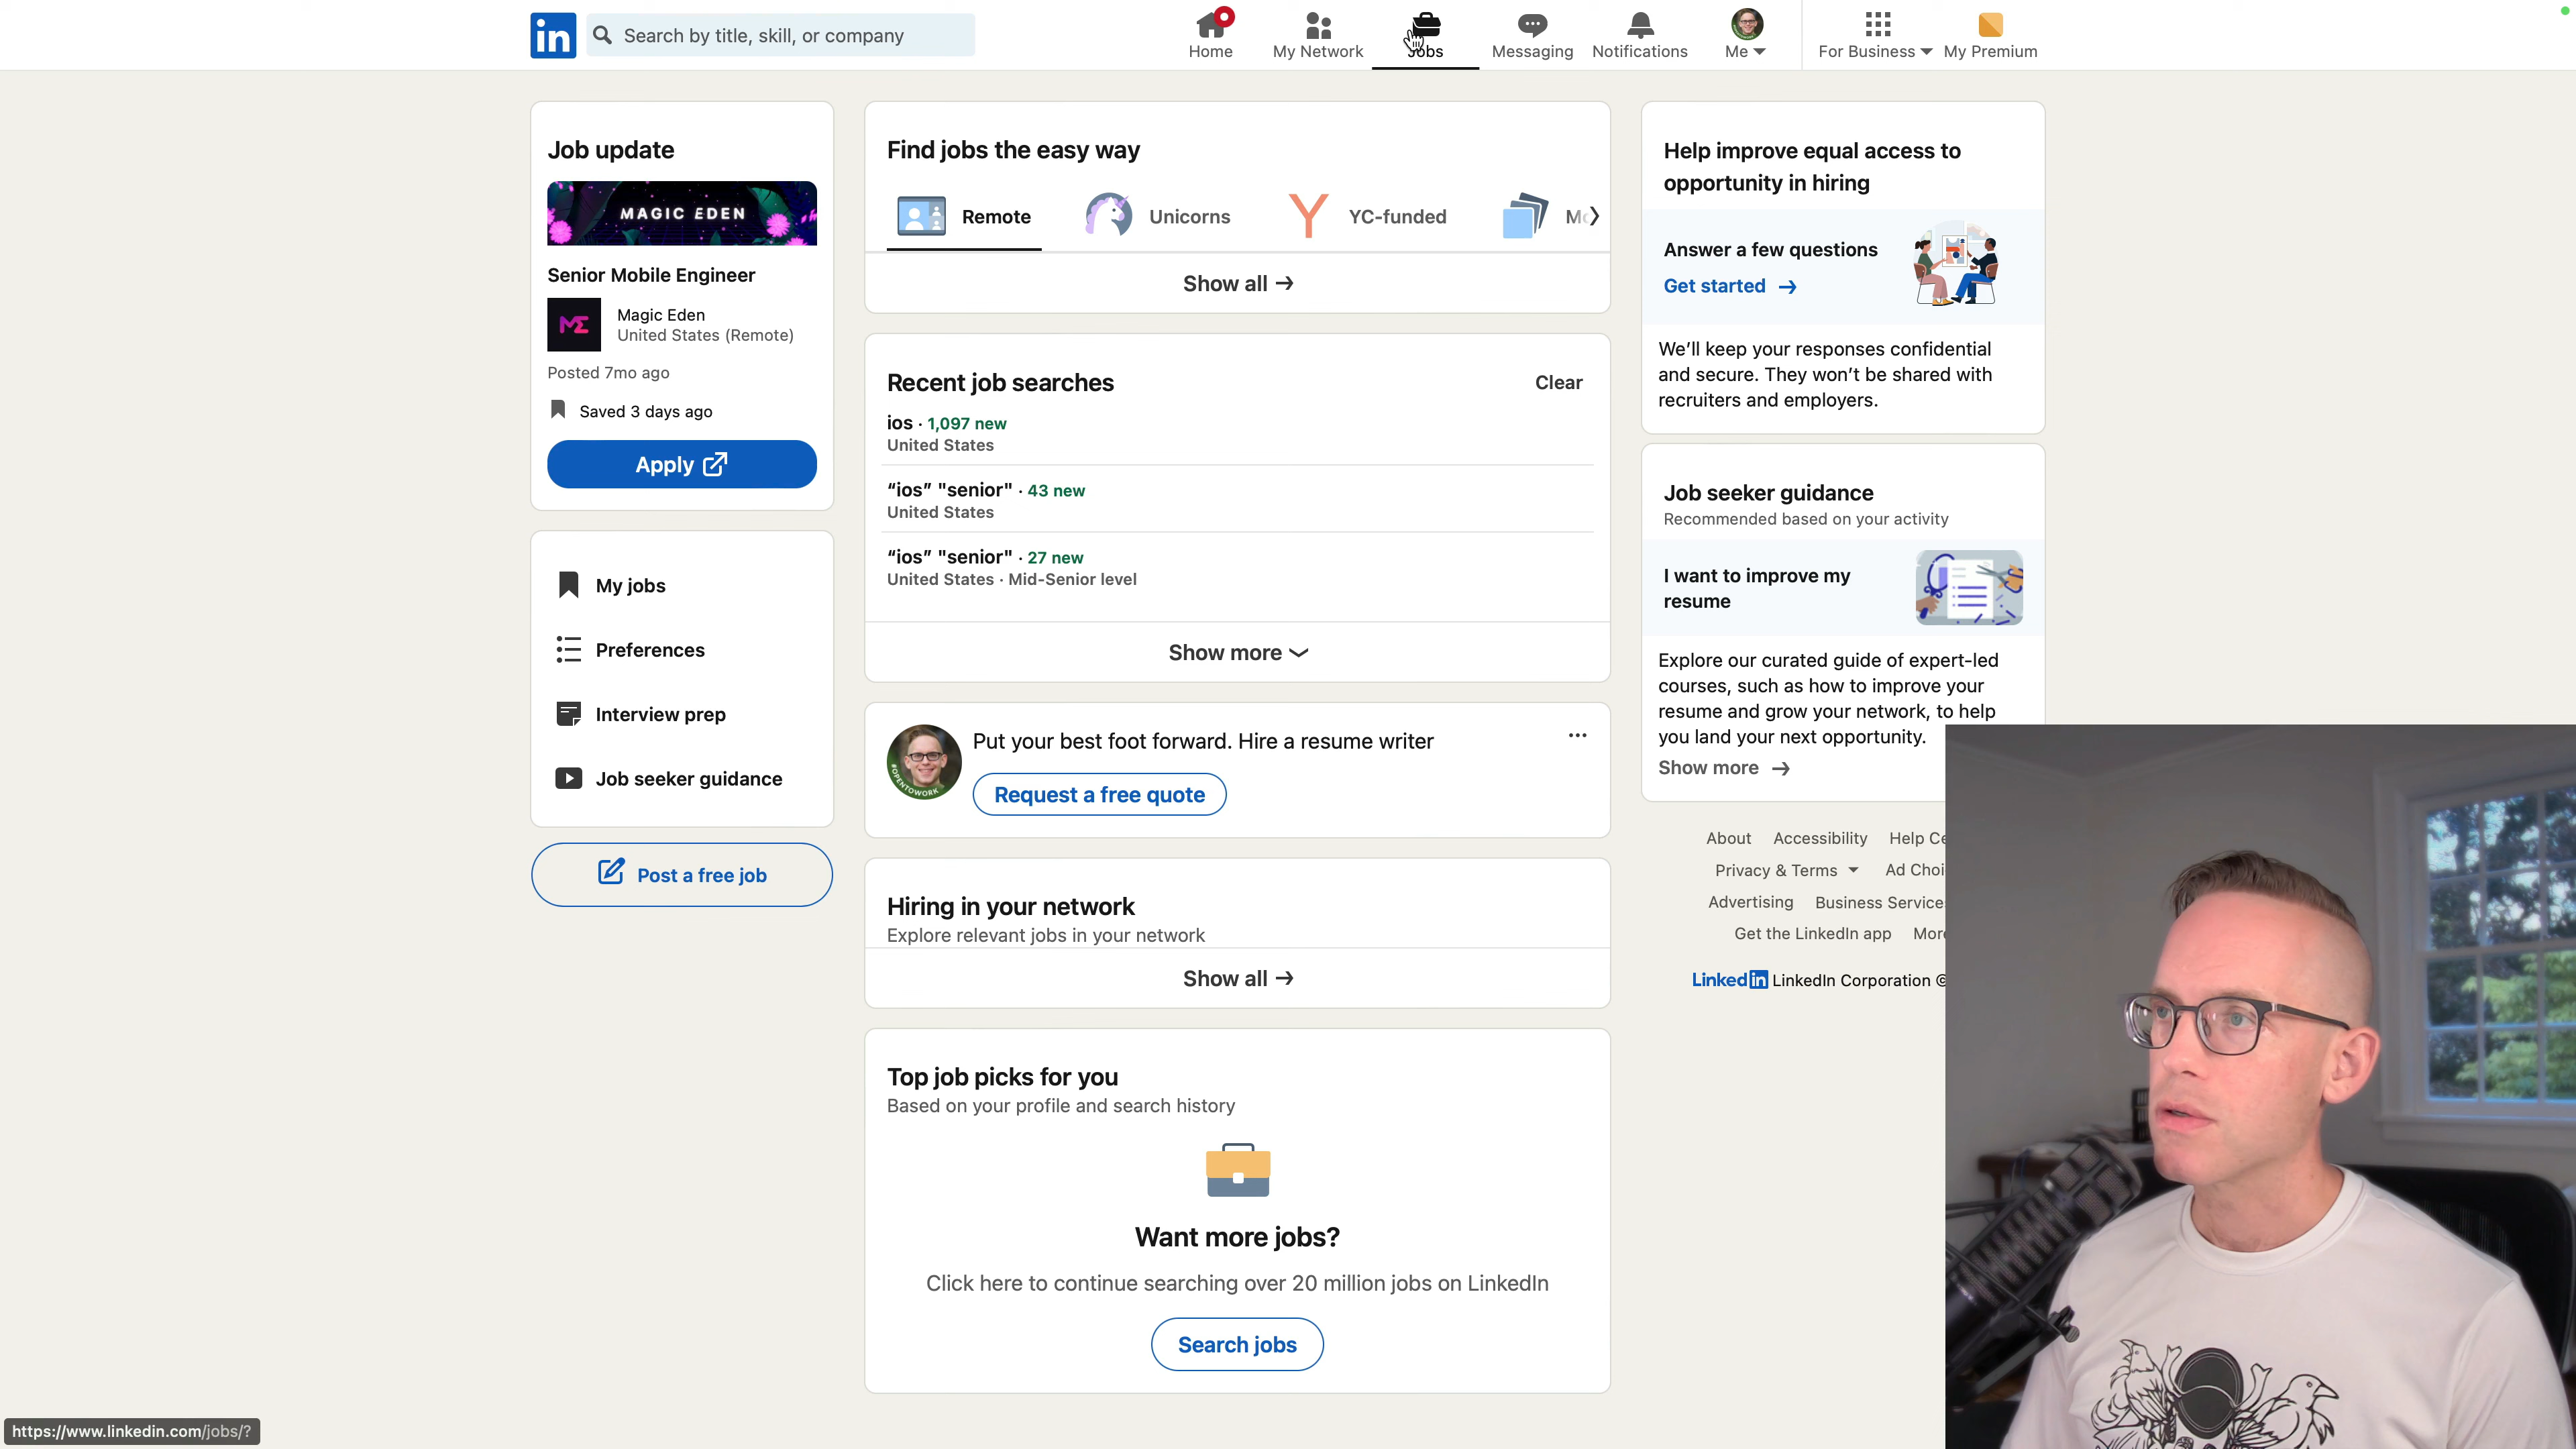 in
Search by title, skill, or company
Home
My Network
Jobs
Messaging
Notifications
Me
For Business
My Premium
Job update
MAGIC EDEN
Senior Mobile Engineer
ME
Magic Eden
United States (Remote)
Posted 7mo ago
Saved 3 days ago
Apply
My jobs
Preferences
Interview prep
Job seeker guidance
Post a free job
Find jobs the easy way
Remote
Unicorns
YC-funded
Show all →
Recent job searches
Clear
ios · 1,097 new
United States
“ios” "senior" · 43 new
United States
“ios” "senior" · 27 new
United States · Mid-Senior level
Show more
#OPENTOWORK
Put your best foot forward. Hire a resume writer
Request a free quote
Hiring in your network
Explore relevant jobs in your network
Show all →
Top job picks for you
Based on your profile and search history
Want more jobs?
Click here to continue searching over 20 million jobs on LinkedIn
Search jobs
Help improve equal access to
opportunity in hiring
Answer a few questions
Get started →
We’ll keep your responses confidential
and secure. They won’t be shared with
recruiters and employers.
Job seeker guidance
Recommended based on your activity
I want to improve my
resume
Explore our curated guide of expert-led
courses, such as how to improve your
resume and grow your network, to help
you land your next opportunity.
Show more →
About Accessibility Help
Privacy & Terms Ad
Advertising Business
Get the LinkedIn app
LinkedIn LinkedIn Corporation ©
https://www.linkedin.com/jobs/?